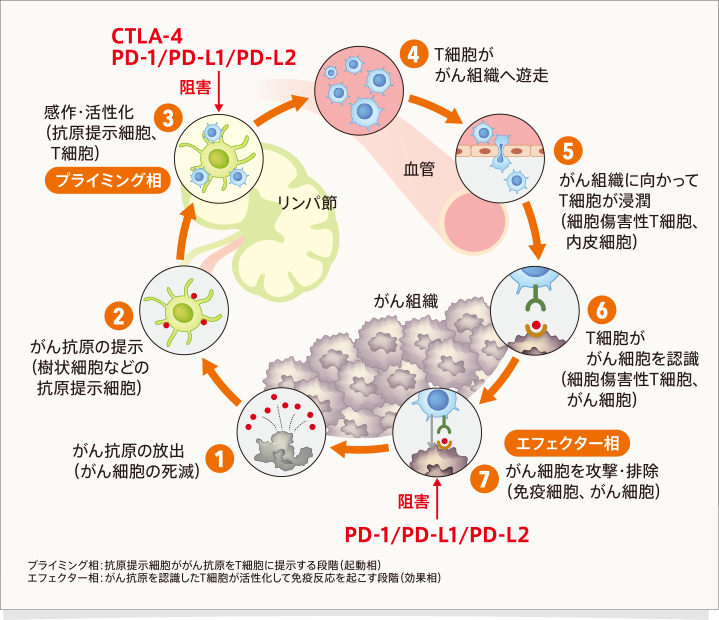 CTLA-4
PD-1/PD-L1/PD-L2
阻害
感作・活性化
（抗原提示細胞、
T細胞）
3
プライミング相
4
T細胞が
がん組織へ遊走
5
がん組織に向かって
T細胞が浸潤
（細胞傷害性T細胞、
内皮細胞）
血管
リンパ節
2
がん抗原の提示
（樹状細胞などの
抗原提示細胞）
がん組織
6
T細胞が
がん細胞を認識
（細胞傷害性T細胞、
がん細胞）
がん抗原の放出
（がん細胞の死滅）
1
エフェクター相
7
がん細胞を攻撃・排除
（免疫細胞、がん細胞）
阻害
PD-1/PD-L1/PD-L2
プライミング相：抗原提示細胞ががん抗原をT細胞に提示する段階（起動相）
エフェクター相：がん抗原を認識したT細胞が活性化して免疫反応を起こす段階（効果相）